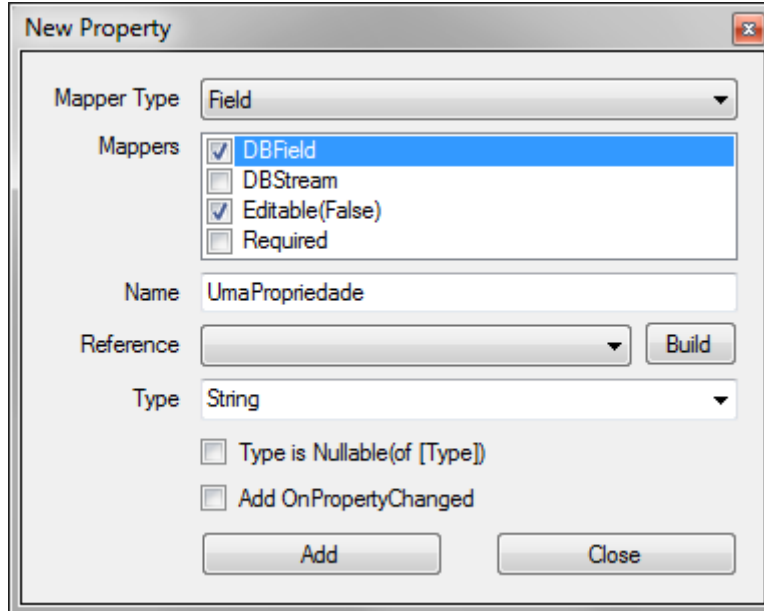 New Property
Mapper Type Field
Mappers DBField
DBStream
Editable(False)
Required
Name UmaPropriedade
Reference Build
Type String
Type is Nullable(of [Type])
Add OnPropertyChanged
Add Close